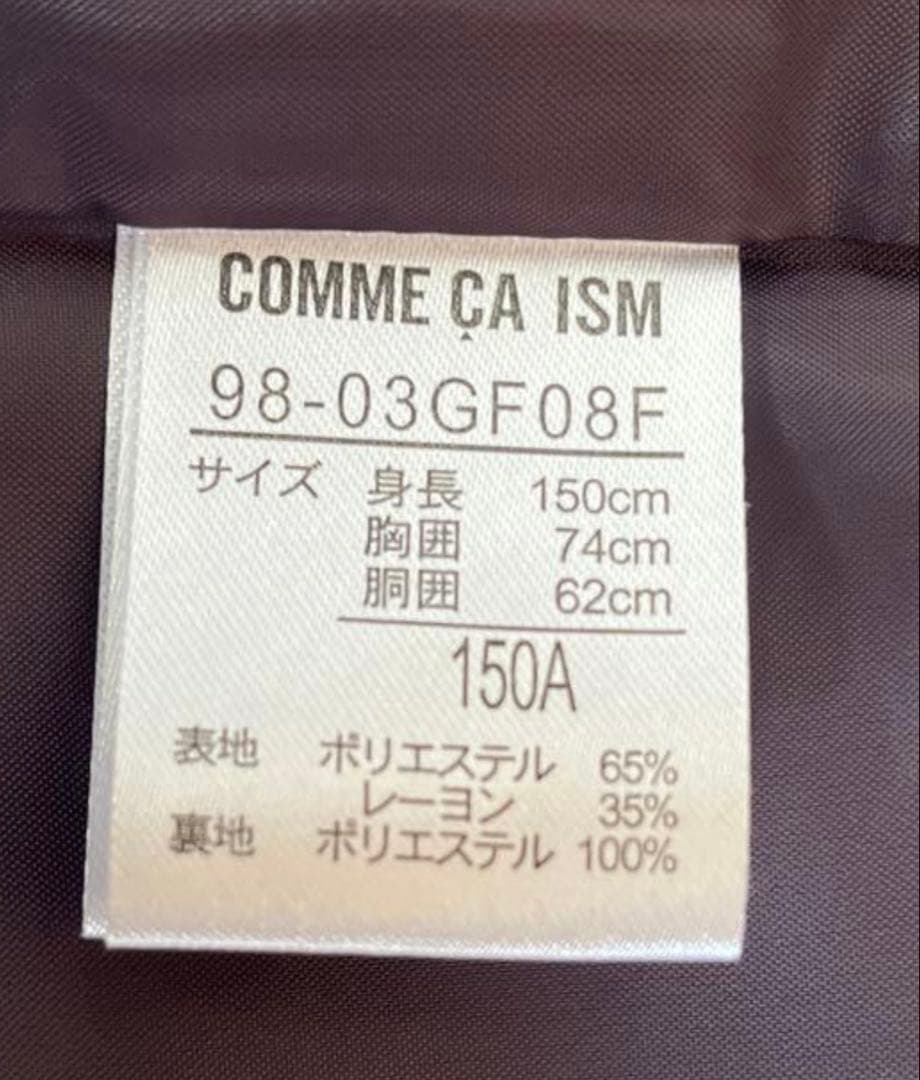 COMME ÇA ISM
98-03GF08F
サイズ 身長 150cm
胸囲 74cm
胴囲 62cm
150A
表地 ポリエステル 65%
レーヨン 35%
裏地 ポリエステル 100%